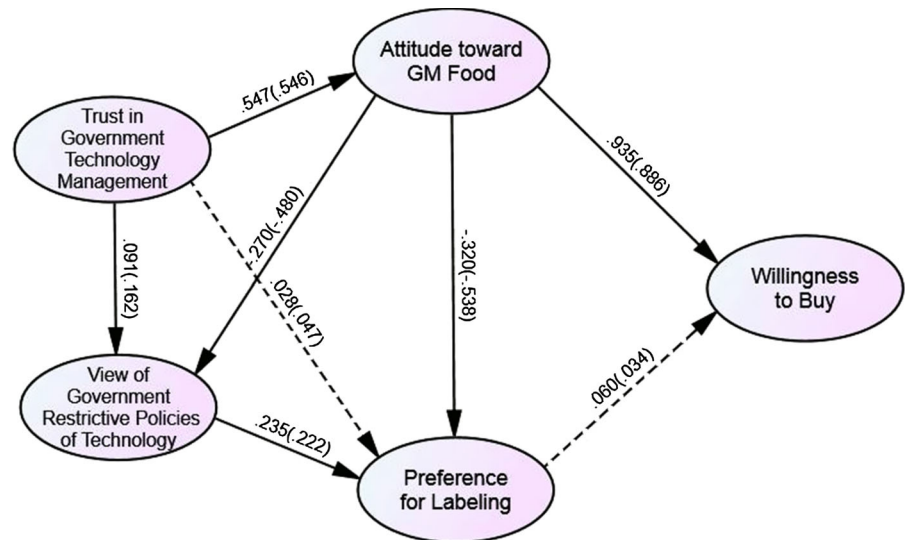 Attitude toward
GM Food
.547(.546)
Trust in
Government
Technology
Management
.935(.886)
-.270(-.480)
-.320(-.538)
.091(.162)
.028(.047)
Willingness
to Buy
View of
Government
Restrictive Policies
of Technology
.060(.034)
.235(.222)
Preference
for Labeling